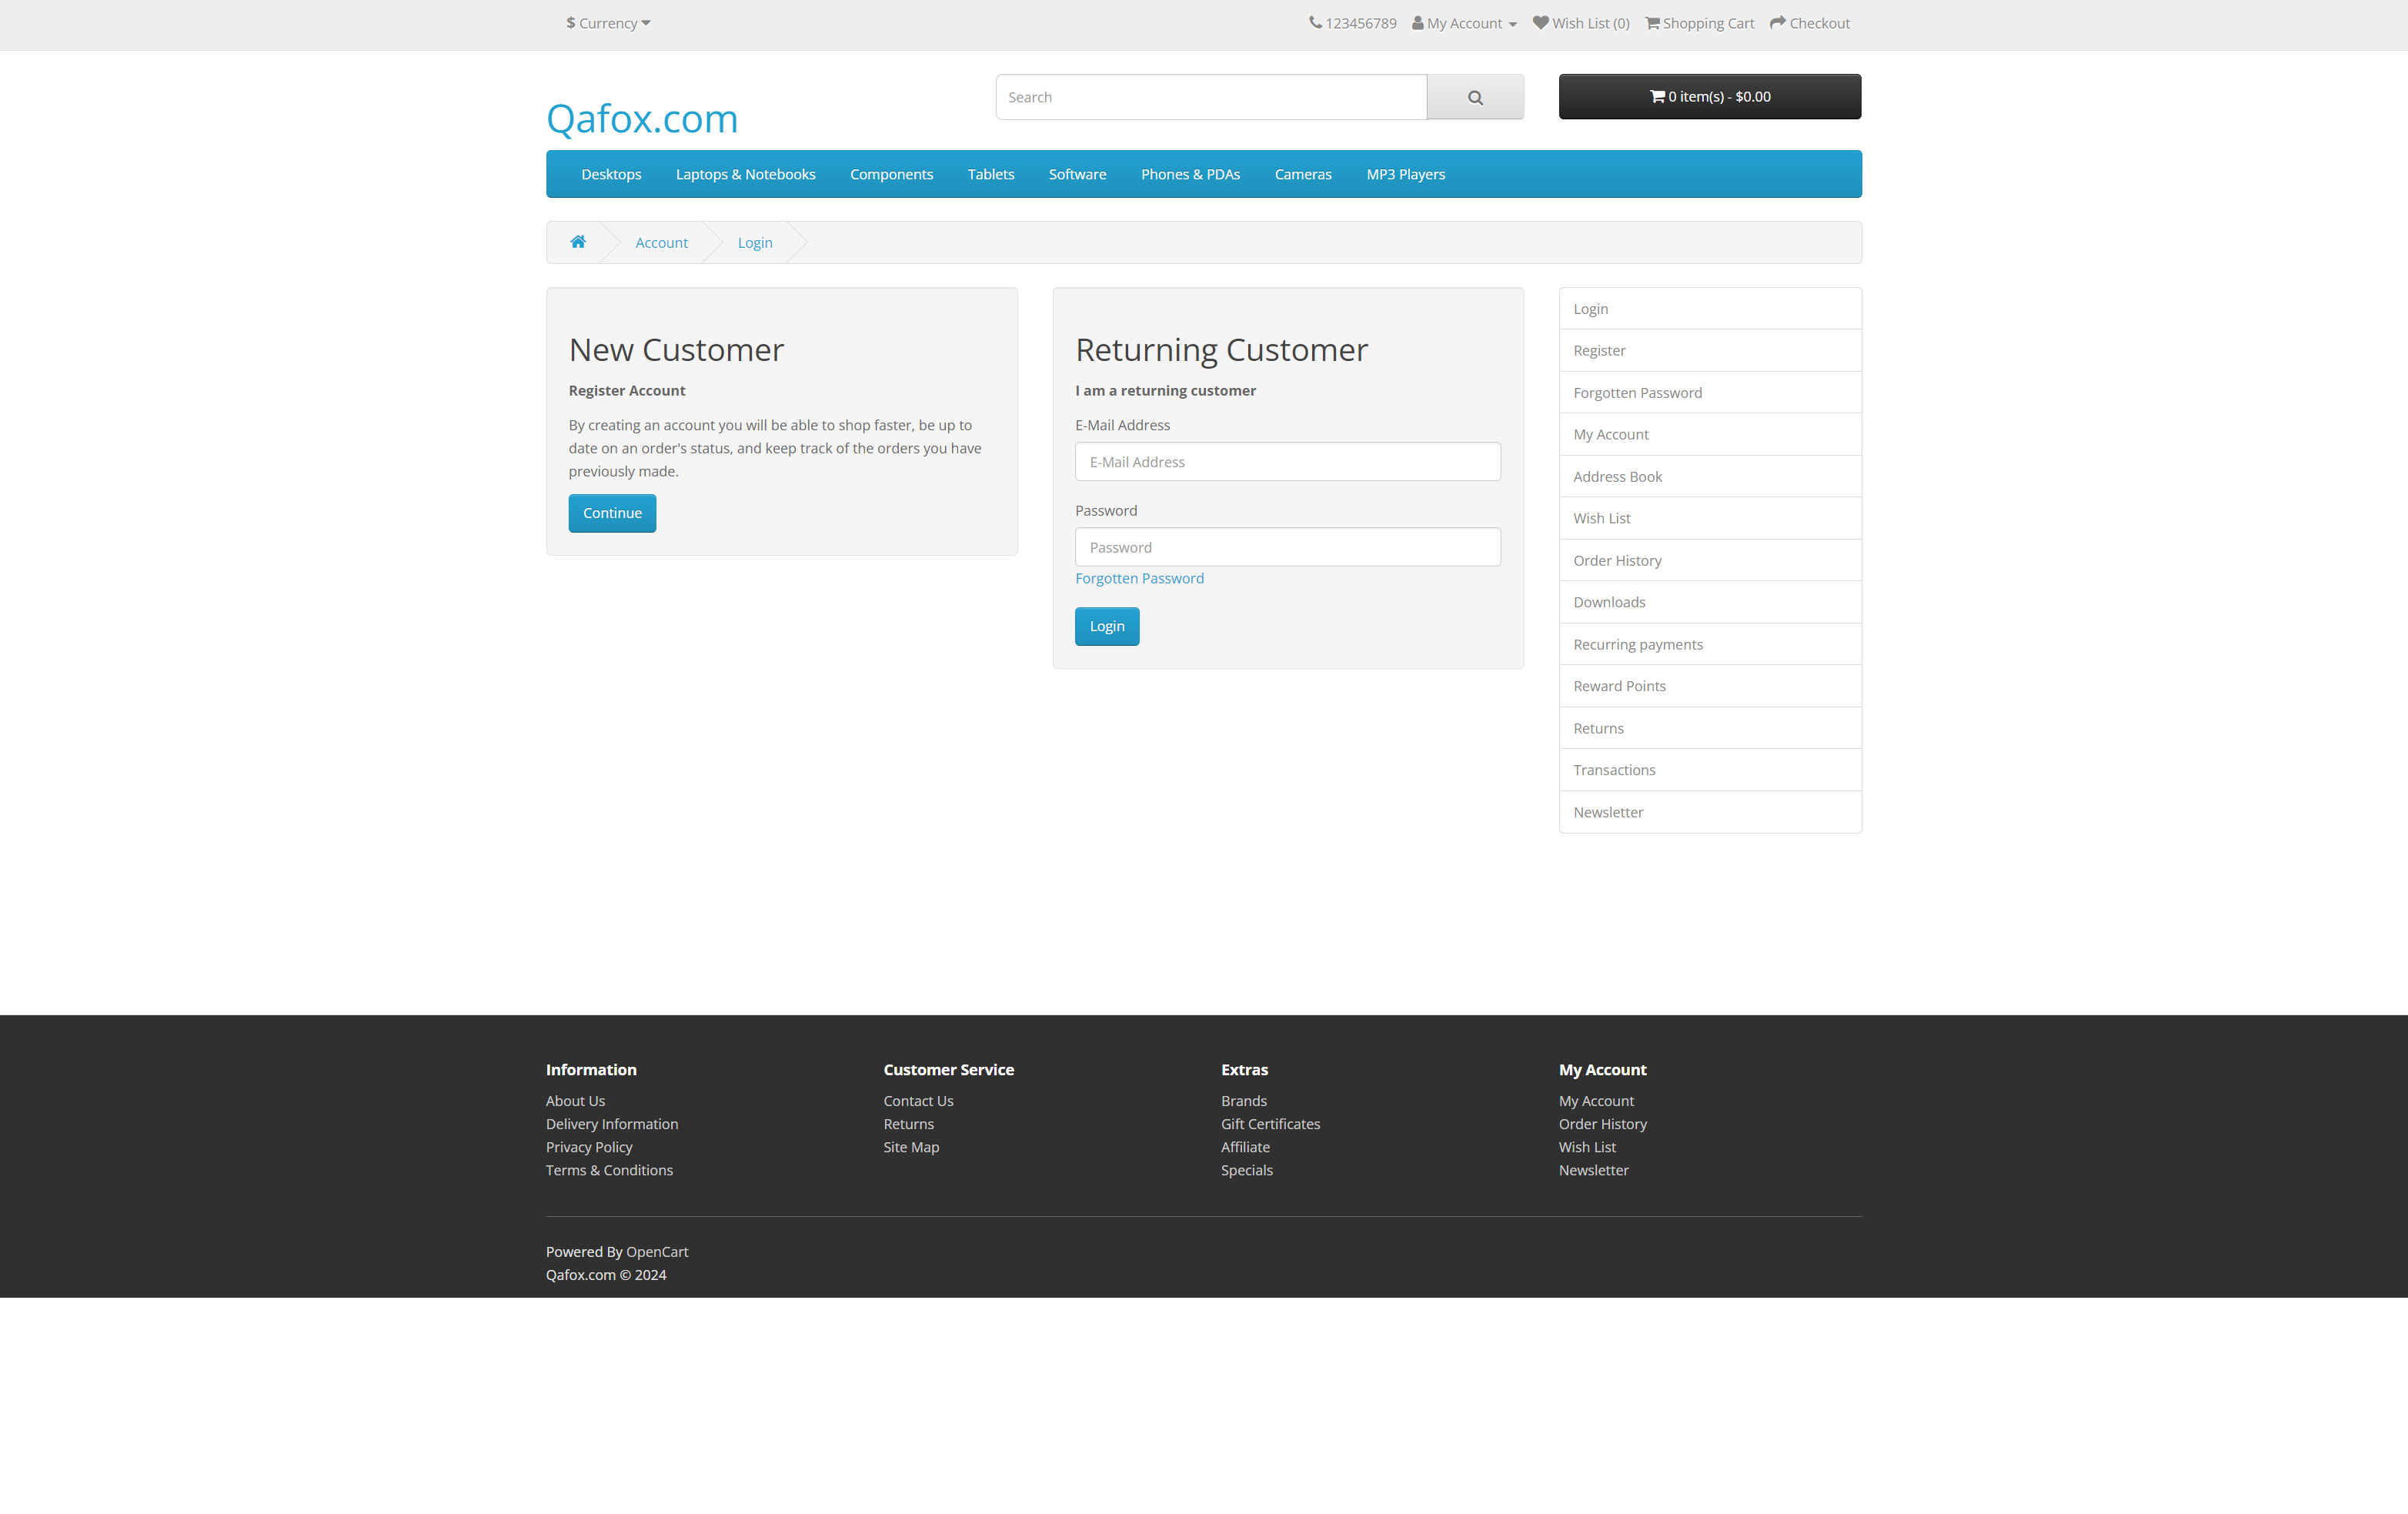 $ Currency
123456789 My Account Wish List (0) Shopping Cart Checkout
Qafox.com
Search
0 item(s) - $0.00
Desktops Laptops & Notebooks Components Tablets Software Phones & PDAs Cameras MP3 Players
Account Login
New Customer
Register Account
By creating an account you will be able to shop faster, be up to
date on an order's status, and keep track of the orders you have
previously made.
Continue
Returning Customer
I am a returning customer
E-Mail Address
E-Mail Address
Password
Password
Forgotten Password
Login
Login
Register
Forgotten Password
My Account
Address Book
Wish List
Order History
Downloads
Recurring payments
Reward Points
Returns
Transactions
Newsletter
Information
About Us
Delivery Information
Privacy Policy
Terms & Conditions
Customer Service
Contact Us
Returns
Site Map
Extras
Brands
Gift Certificates
Affiliate
Specials
My Account
My Account
Order History
Wish List
Newsletter
Powered By OpenCart
Qafox.com © 2024